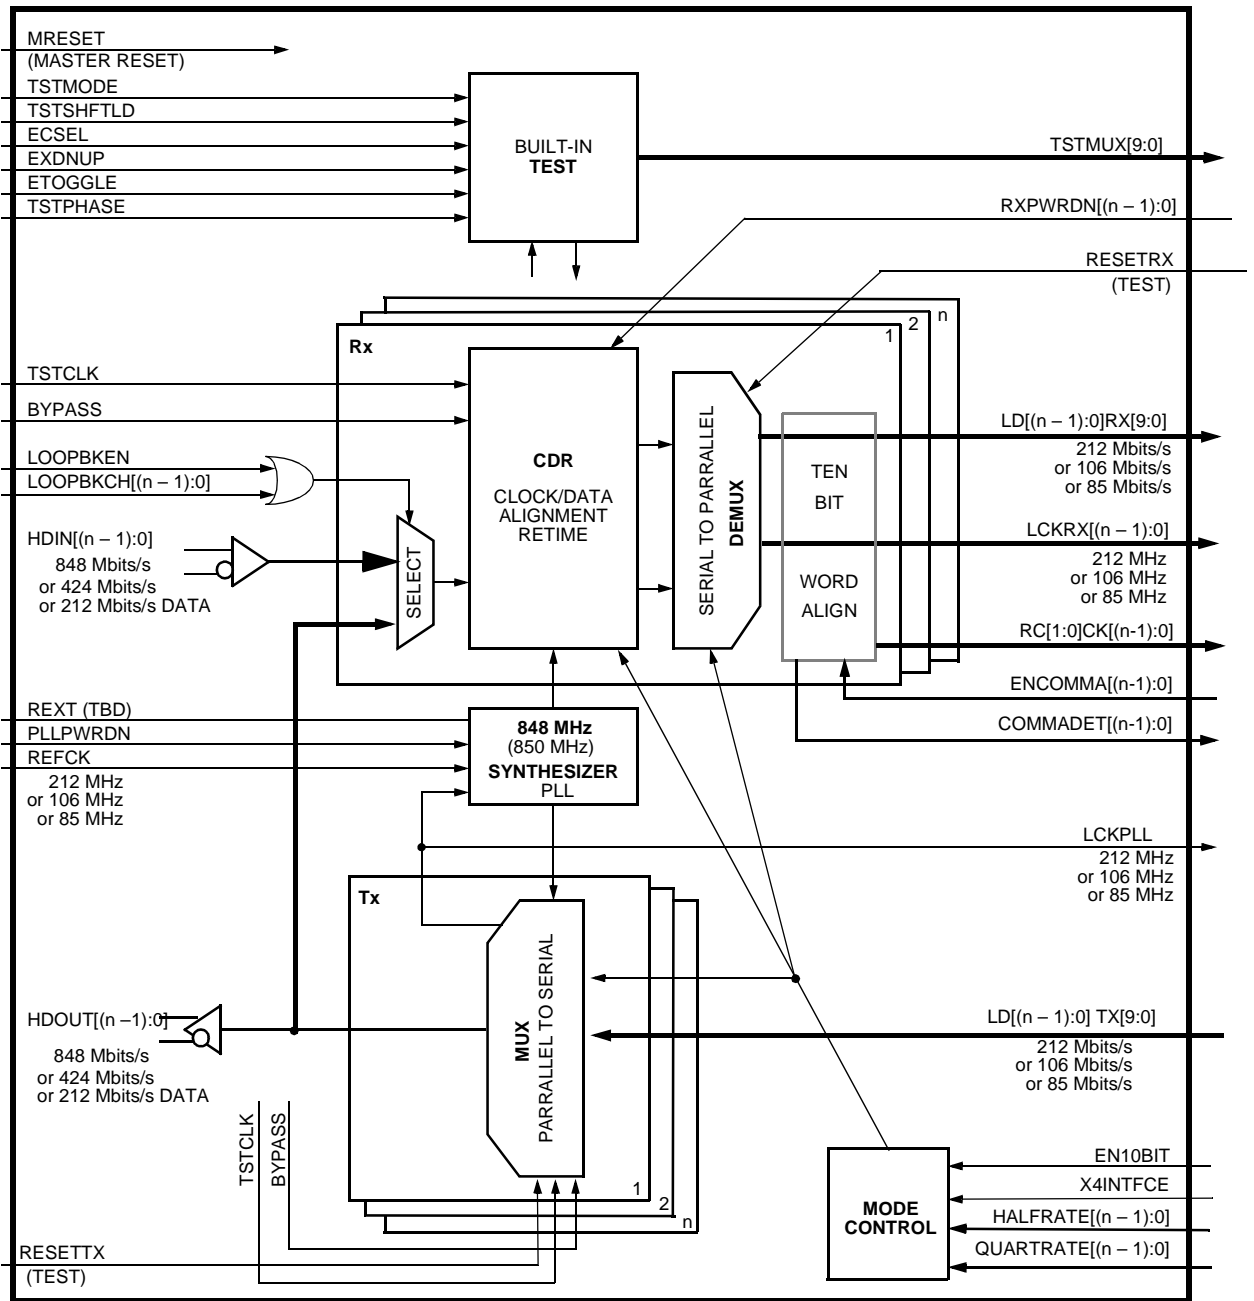 MRESET
(MASTER RESET)
TSTMODE
TSTSHFTLD
ECSEL
EXDNUP
ETOGGLE
TSTPHASE
BUILT-IN
TEST
TSTMUX[9:0]
RXPWRDN[(n – 1):0]
RESETRX
(TEST)
n
2
1
Rx
TSTCLK
BYPASS
LOOPBKEN
LOOPBKCH[(n – 1):0]
HDIN[(n – 1):0]
848 Mbits/s
or 424 Mbits/s
or 212 Mbits/s DATA
SELECT
CDR
CLOCK/DATA
ALIGNMENT
RETIME
SERIAL TO PARRALLEL
DEMUX
TEN
BIT
WORD
ALIGN
LD[(n – 1):0]RX[9:0]
212 Mbits/s
or 106 Mbits/s
or 85 Mbits/s
LCKRX[(n – 1):0]
212 MHz
or 106 MHz
or 85 MHz
RC[1:0]CK[(n-1):0]
ENCOMMA[(n-1):0]
COMMADET[(n-1):0]
REXT (TBD)
PLLPWRDN
REFCK
212 MHz
or 106 MHz
or 85 MHz
848 MHz
(850 MHz)
SYNTHESIZER
PLL
LCKPLL
212 MHz
or 106 MHz
or 85 MHz
Tx
MUX
PARRALLEL TO SERIAL
HDOUT[(n –1):0]
848 Mbits/s
or 424 Mbits/s
or 212 Mbits/s DATA
LD[(n – 1):0] TX[9:0]
212 Mbits/s
or 106 Mbits/s
or 85 Mbits/s
TSTCLK
BYPASS
1
2
n
RESETTX
(TEST)
MODE
CONTROL
EN10BIT
X4INTFCE
HALFRATE[(n – 1):0]
QUARTRATE[(n – 1):0]